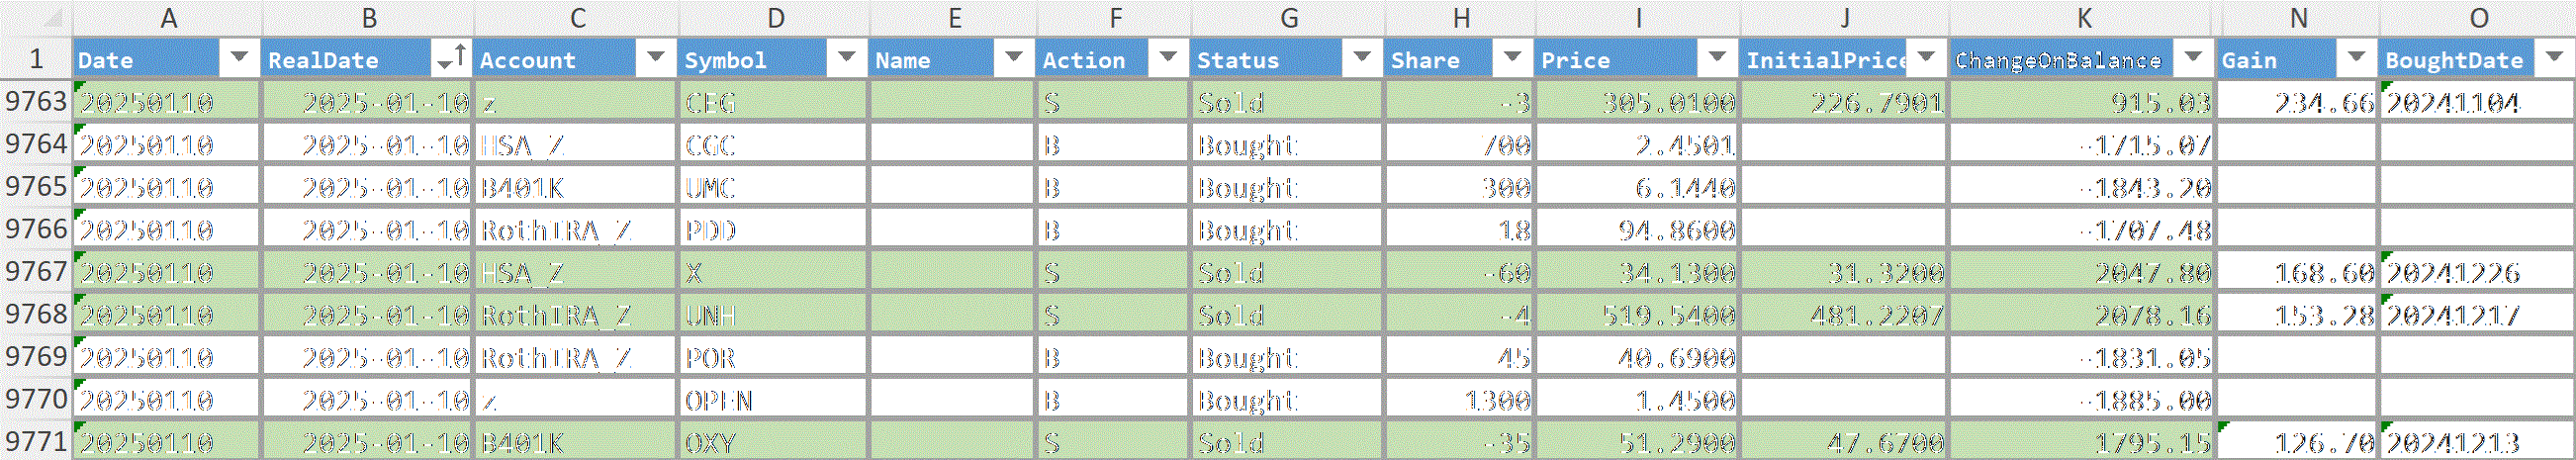 A B C D E F G H I J K N O
1 Date RealDate Account Symbol Name Action Status Share Price InitialPrice ChangeOnBalance Gain BoughtDate
9763 20250110 2025-01-10 z CEG S Sold -3 305.0100 226.7901 915.03 234.66 20241104
9764 20250110 2025-01-10 HSA_Z CGC B Bought 700 2.4501 -1715.07
9765 20250110 2025-01-10 B401K UMC B Bought 300 6.1440 -1843.20
9766 20250110 2025-01-10 RothIRA_Z PDD B Bought 18 94.8600 -1707.48
9767 20250110 2025-01-10 HSA_Z X S Sold -60 34.1300 31.3200 2047.80 168.60 20241226
9768 20250110 2025-01-10 RothIRA_Z UNH S Sold -4 519.5400 481.2207 2078.16 153.28 20241217
9769 20250110 2025-01-10 RothIRA_Z POR B Bought 45 40.6900 -1831.05
9770 20250110 2025-01-10 z OPEN B Bought 1300 1.4500 -1885.00
9771 20250110 2025-01-10 B401K OXY S Sold -35 51.2900 47.6700 1795.15 126.70 20241213